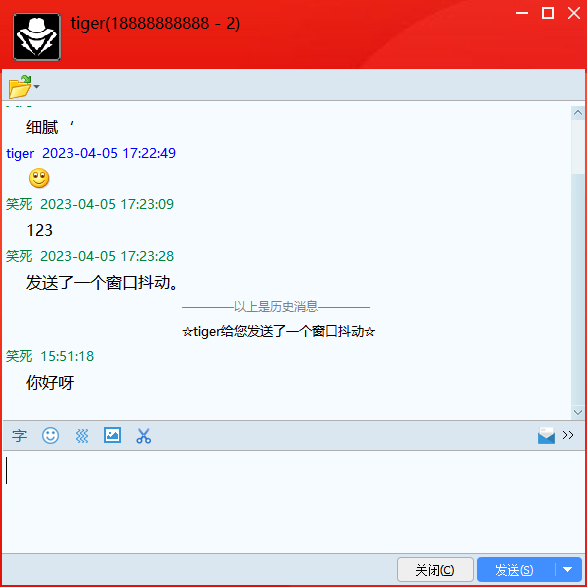 tiger(18888888888 - 2)
细腻‘
tiger 2023-04-05 17:22:49
笑死 2023-04-05 17:23:09
123
笑死 2023-04-05 17:23:28
发送了一个窗口抖动。
————以上是历史消息————
☆tiger给您发送了一个窗口抖动☆
笑死 15:51:18
你好呀
字
关闭(C) 发送(S)